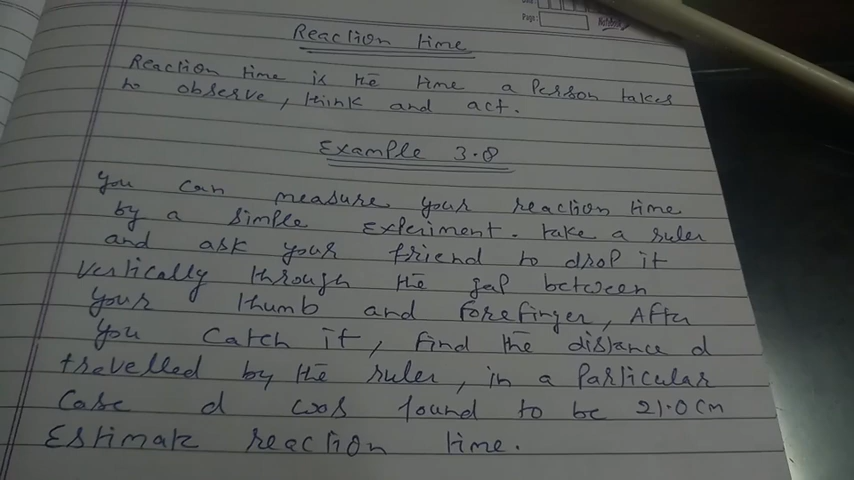 Page:
Reaction time
Reaction time is the time a Person takes
to observe, think and act.
Example 3.8
You can measure your reaction time
by a simple Experiment. take a ruler
and ask your friend to drop it
vertically through the gap between
your thumb and forefinger, After
you catch it, find the distance d
travelled by the ruler, in a Particular
Case d was found to be 21.0 cm
Estimate reaction time.